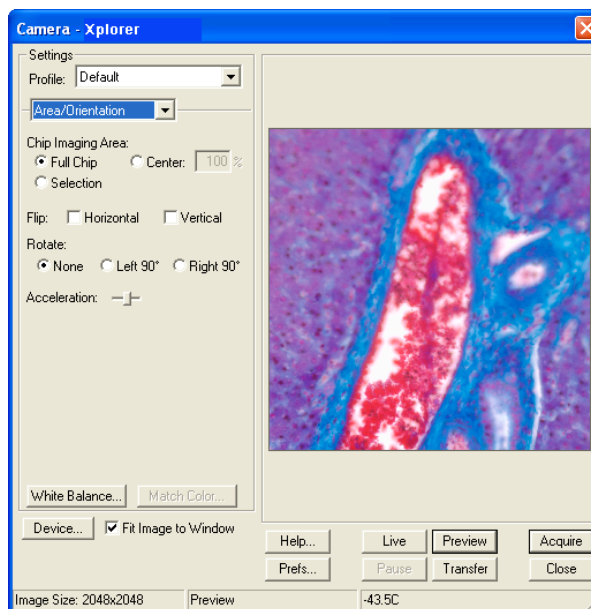 Camera - Xplorer
Settings
Profile: Default
Area/Orientation
Chip Imaging Area:
Full Chip Center: 100 %
Selection
Flip: Horizontal Vertical
Rotate:
None Left 90° Right 90°
Acceleration:
White Balance... Match Color...
Device... Fit Image to Window
Help... Live Preview Acquire
Prefs... Pause Transfer Close
Image Size: 2048x2048 Preview -43.5C